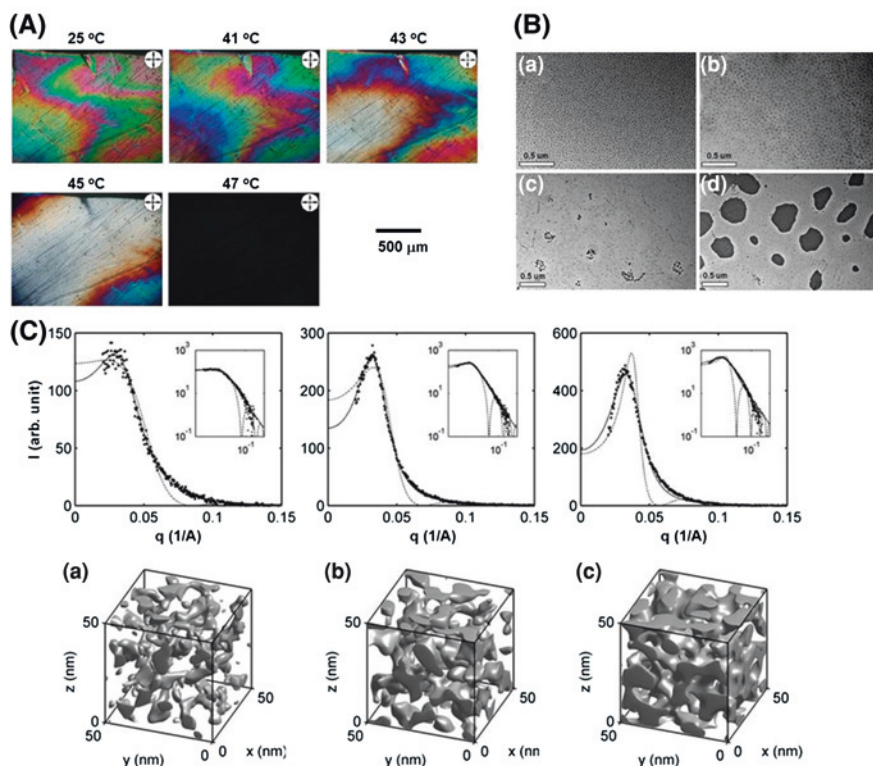 (A)
25 °C
41 °C
43 °C
45 °C
47 °C
500 µm
(B)
(a)
0.5 um
(b)
0.5 um
(c)
0.5 um
(d)
0.5 um
(C)
I (arb. unit)
150
100
50
0
0
0.05
0.1
0.15
q (1/A)
10³
10¹
10⁻¹
10⁻¹
300
200
100
0
0
0.05
0.1
0.15
q (1/A)
10³
10¹
10⁻¹
10⁻¹
600
400
200
0
0
0.05
0.1
0.15
q (1/A)
10³
10¹
10⁻¹
10⁻¹
(a)
z (nm)
50
0
50
y (nm)
0
0
x (nm)
50
(b)
z (nm)
50
0
50
y (nm)
0
0
x (nm
50
(c)
z (nm)
50
0
50
y (nm)
0
0
x (nm)
50